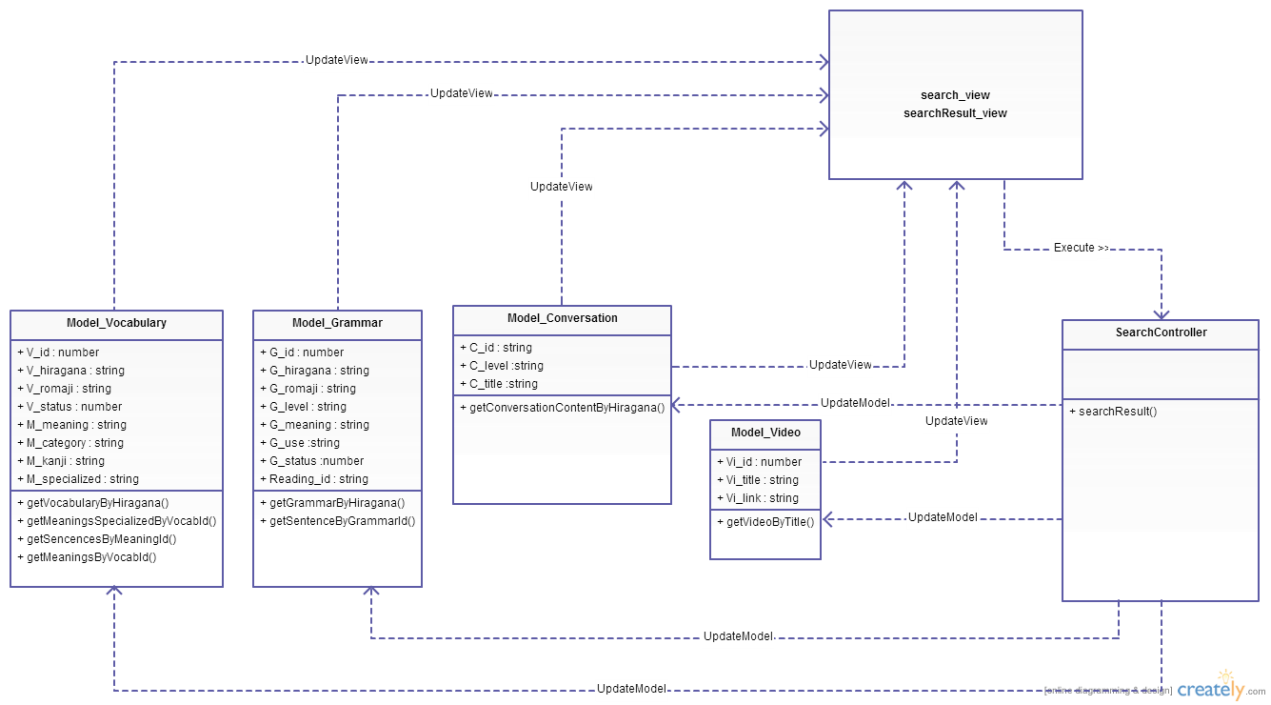 UpdateView
UpdateView
UpdateView
search_view
searchResult_view
Execute >>
Model_Vocabulary
+ V_id : number
+ V_hiragana : string
+ V_romaji : string
+ V_status : number
+ M_meaning : string
+ M_category : string
+ M_kanji : string
+ M_specialized : string
+ getVocabularyByHiragana()
+ getMeaningsSpecializedByVocabId()
+ getSencencesByMeaningId()
+ getMeaningsByVocabId()
Model_Grammar
+ G_id : number
+ G_hiragana : string
+ G_romaji : string
+ G_level : string
+ G_meaning : string
+ G_use :string
+ G_status :number
+ Reading_id : string
+ getGrammarByHiragana()
+ getSentenceByGrammarId()
Model_Conversation
+ C_id : string
+ C_level :string
+ C_title :string
+ getConversationContentByHiragana()
UpdateView
UpdateModel
UpdateView
Model_Video
+ Vi_id : number
+ Vi_title : string
+ Vi_link : string
+ getVideoByTitle()
UpdateModel
SearchController
+ searchResult()
UpdateModel
UpdateModel
[online diagramming & design] creately.com